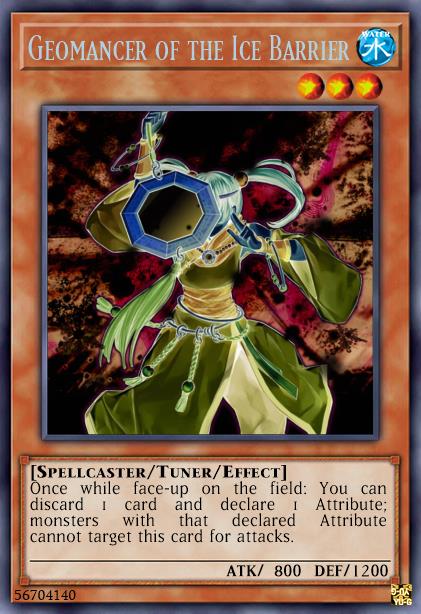 Geomancer of the Ice Barrier
WATER
水
[Spellcaster/Tuner/Effect]
Once while face-up on the field: You can
discard 1 card and declare 1 Attribute;
monsters with that declared Attribute
cannot target this card for attacks.
ATK/ 800 DEF/1200
56704140